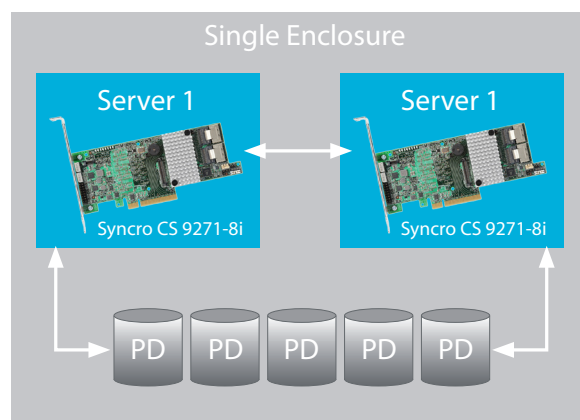 Single Enclosure
Server 1
Server 1
Syncro CS 9271-8i
Syncro CS 9271-8i
PD
PD
PD
PD
PD